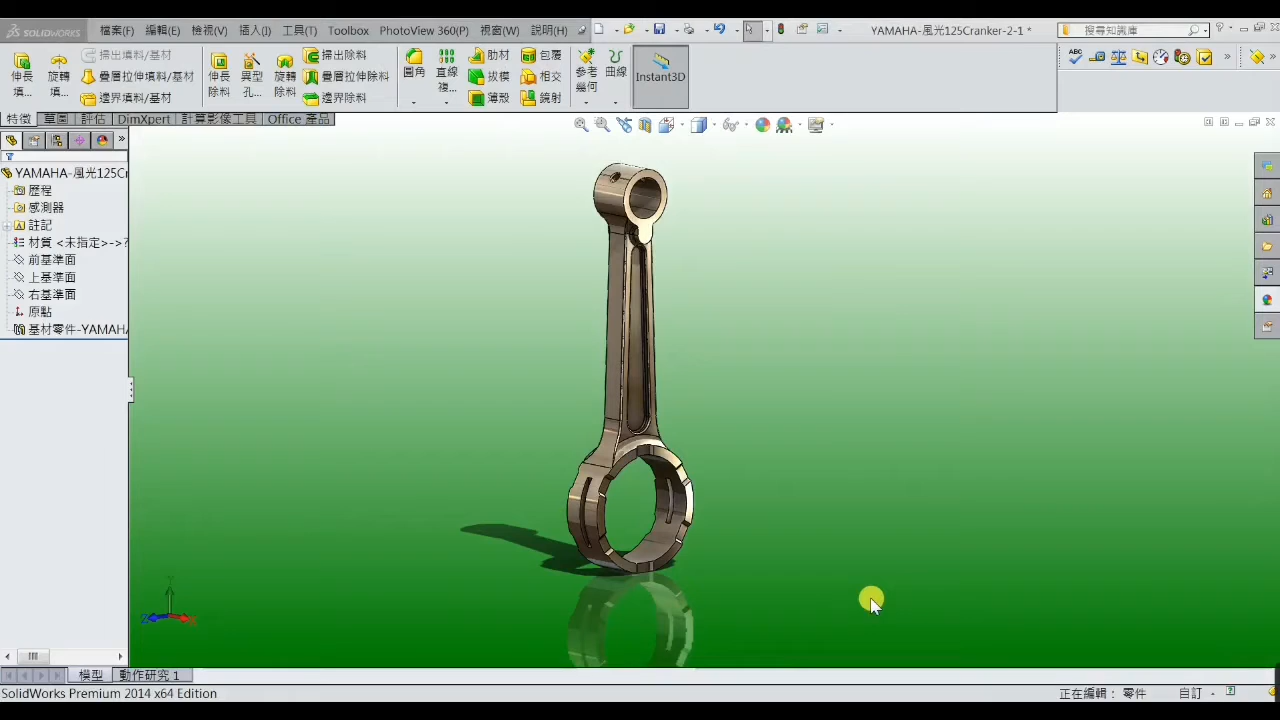 SOLIDWORKS 檔案(F) 編輯(E) 檢視(V) 插入(I) 工具(T) Toolbox PhotoView 360(P) 視窗(W) 說明(H) YAMAHA-風光125Cranker-2-1 * 搜尋知識庫
伸長填... 旋轉填... 掃出填料/基材 疊層拉伸填料/基材 邊界填料/基材 伸長除料 異型孔... 旋轉除料 掃出除料 疊層拉伸除料 邊界除料 圓角 直線複... 肋材 拔模 薄殼 包覆 相交 鏡射 參考幾何 曲線 Instant3D
特徵 草圖 評估 DimXpert 計算影像工具 Office 產品
YAMAHA-風光125Cr
歷程
感測器
註記
材質 <未指定>->?
前基準面
上基準面
右基準面
原點
基材零件-YAMAHA
Y
Z X
模型 動作研究 1
SolidWorks Premium 2014 x64 Edition 正在編輯： 零件 自訂